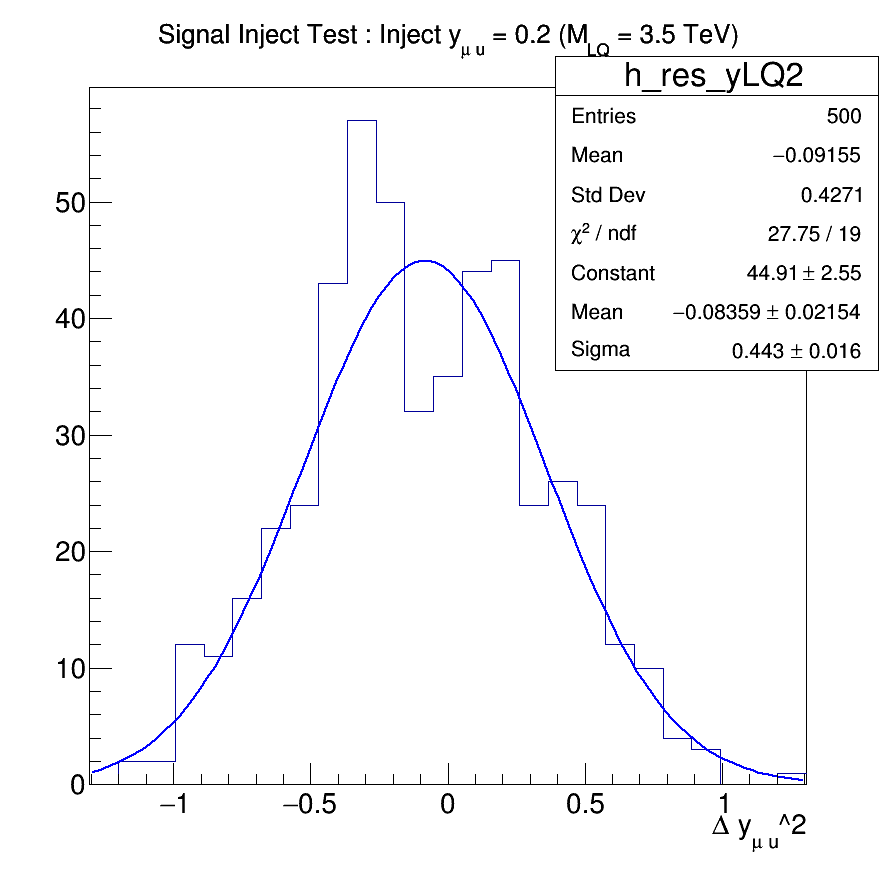 Signal Inject Test : Inject y_μ u = 0.2 (M_LQ = 3.5 TeV)
h_res_yLQ2
Entries 500
Mean −0.09155
Std Dev 0.4271
χ² / ndf 27.75 / 19
Constant 44.91 ± 2.55
Mean −0.08359 ± 0.02154
Sigma 0.443 ± 0.016
50
40
30
20
10
0
−1 −0.5 0 0.5 1
Δ y_μ u^2